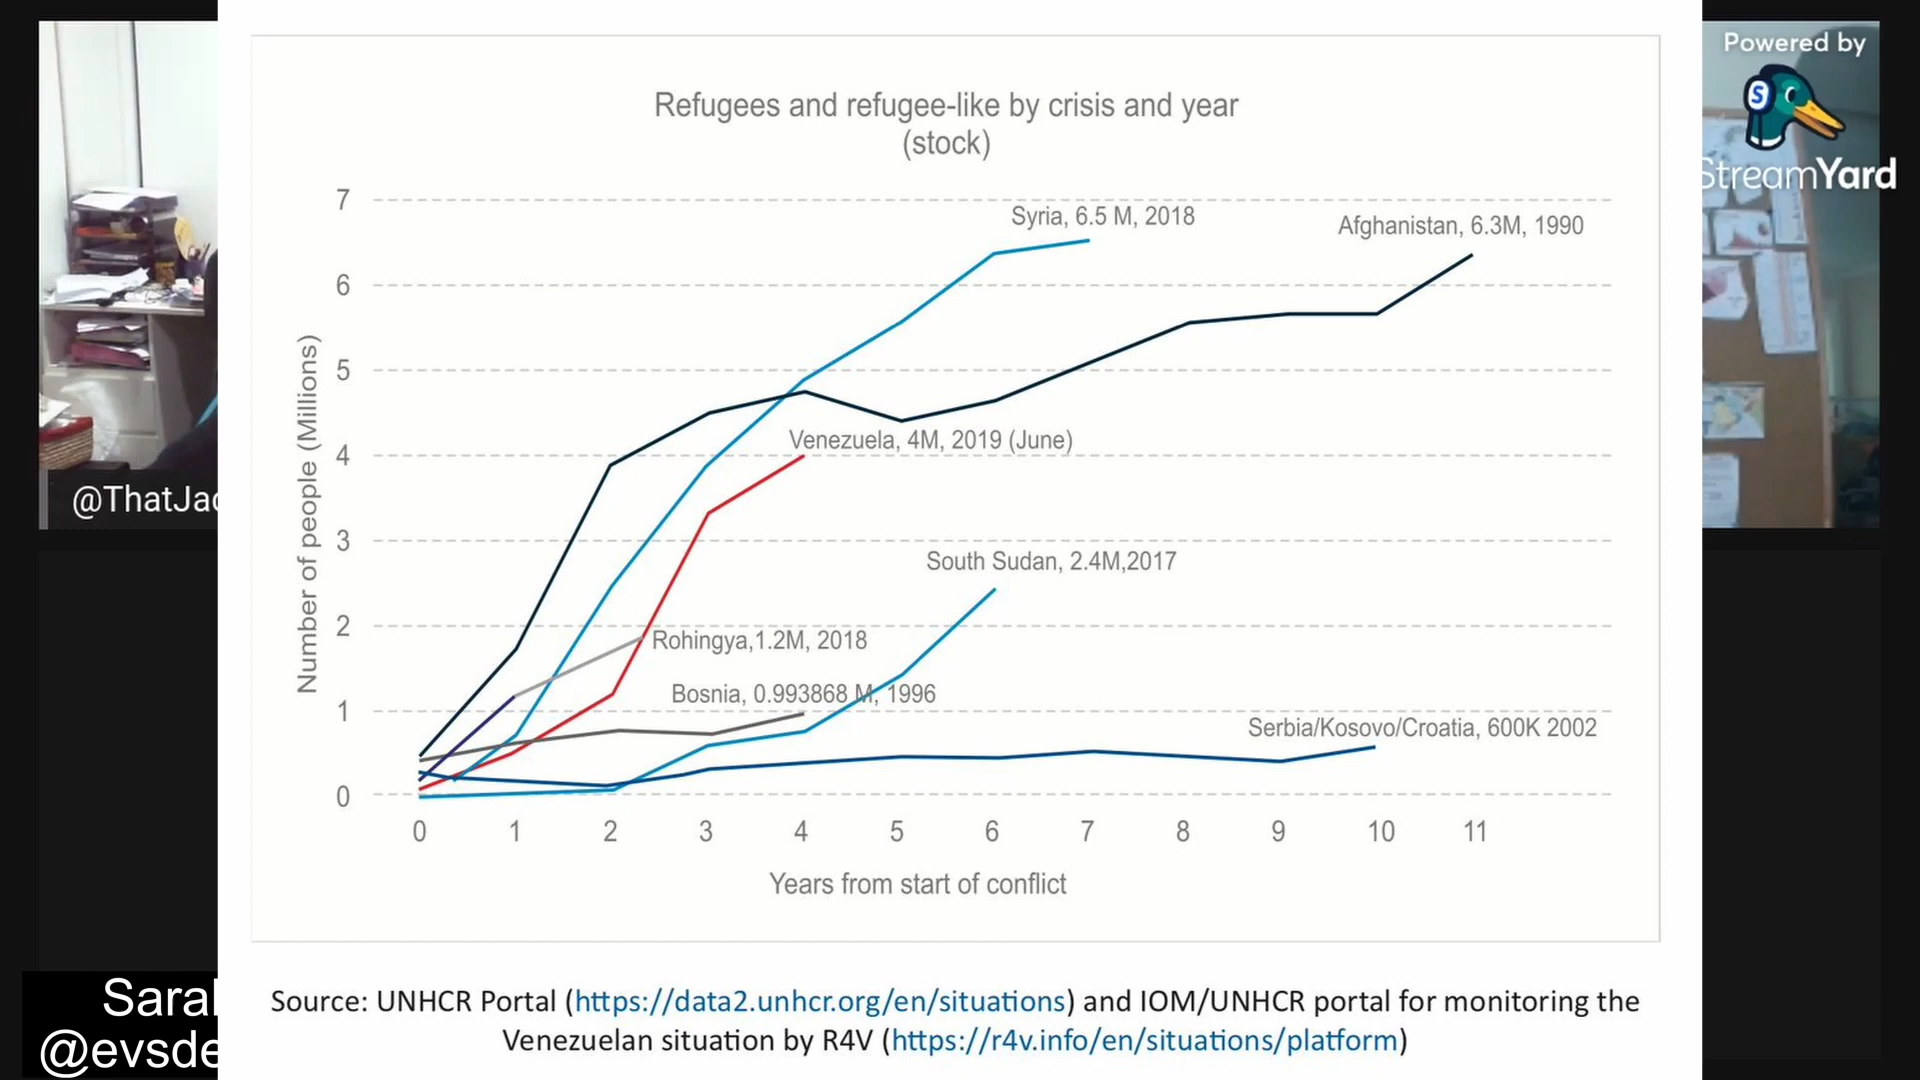 Powered by
StreamYard
Refugees and refugee-like by crisis and year
(stock)
7
6
5
4
3
2
1
0
Number of people (Millions)
Syria, 6.5 M, 2018
Afghanistan, 6.3M, 1990
Venezuela, 4M, 2019 (June)
South Sudan, 2.4M,2017
Rohingya,1.2M, 2018
Bosnia, 0.993868 M, 1996
Serbia/Kosovo/Croatia, 600K 2002
0 1 2 3 4 5 6 7 8 9 10 11
Years from start of conflict
@ThatJac
Sarah
@evsde
Source: UNHCR Portal (https://data2.unhcr.org/en/situations) and IOM/UNHCR portal for monitoring the
Venezuelan situation by R4V (https://r4v.info/en/situations/platform)